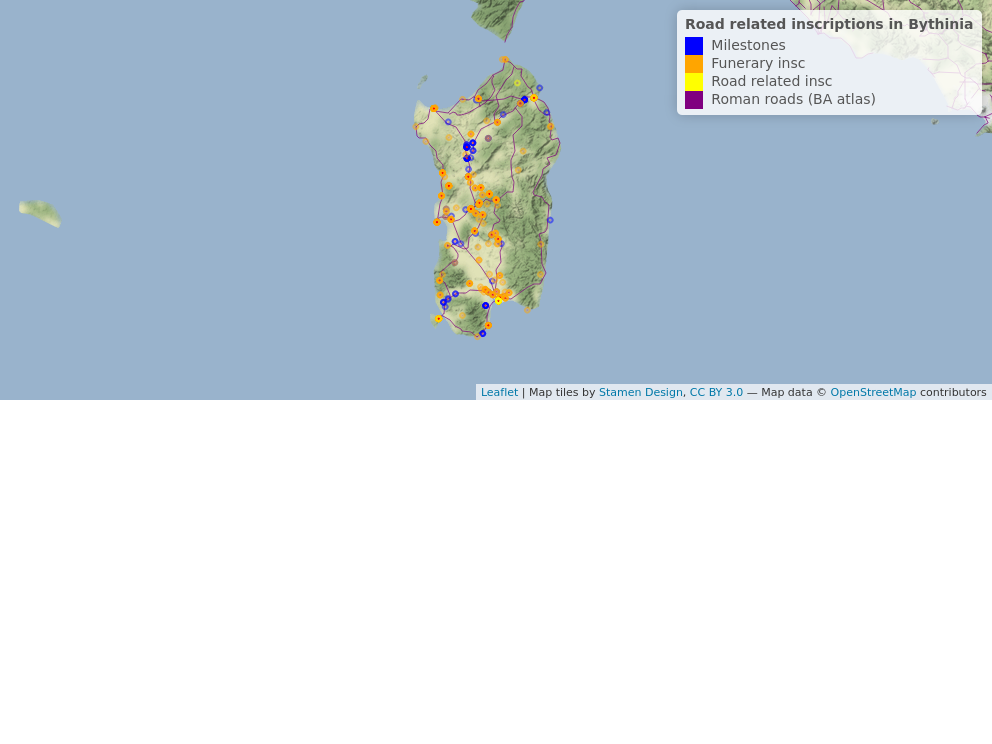 Road related inscriptions in Bythinia
Milestones
Funerary insc
Road related insc
Roman roads (BA atlas)
Leaflet | Map tiles by Stamen Design, CC BY 3.0 — Map data © OpenStreetMap contributors